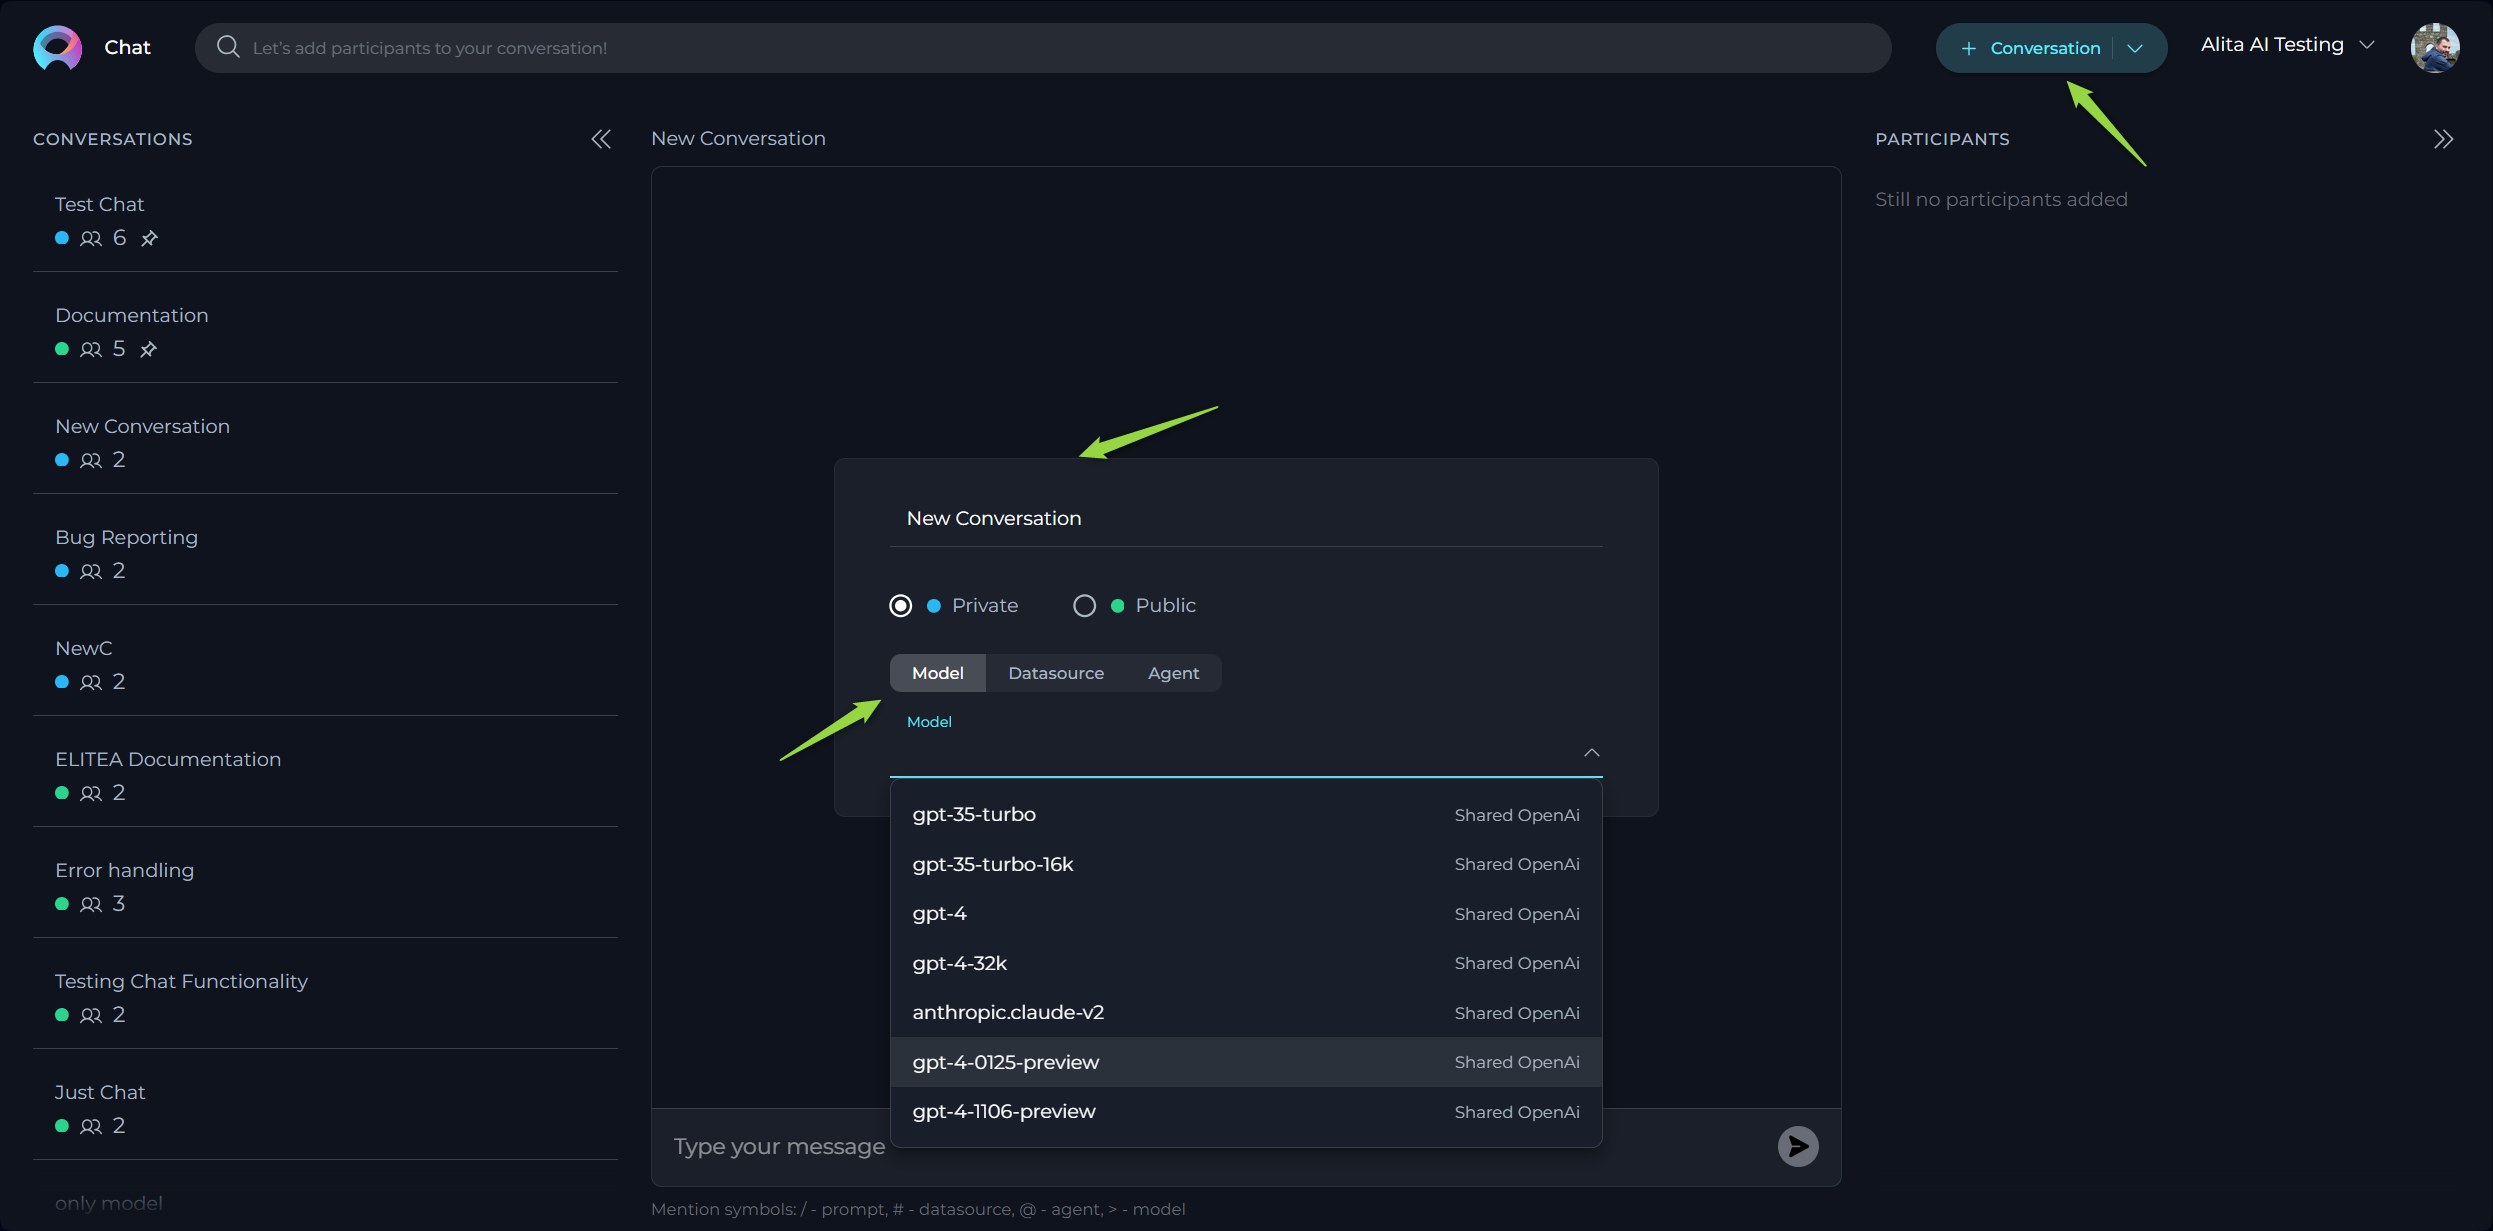 Chat
Let's add participants to your conversation!
+ Conversation
Alita AI Testing
CONVERSATIONS
Test Chat
6
Documentation
5
New Conversation
2
Bug Reporting
2
NewC
2
ELITEA Documentation
2
Error handling
3
Testing Chat Functionality
2
Just Chat
2
only model
New Conversation
New Conversation
Private Public
Model Datasource Agent
Model
gpt-35-turbo Shared OpenAi
gpt-35-turbo-16k Shared OpenAi
gpt-4 Shared OpenAi
gpt-4-32k Shared OpenAi
anthropic.claude-v2 Shared OpenAi
gpt-4-0125-preview Shared OpenAi
gpt-4-1106-preview Shared OpenAi
Type your message
Mention symbols: / - prompt, # - datasource, @ - agent, > - model
PARTICIPANTS
Still no participants added